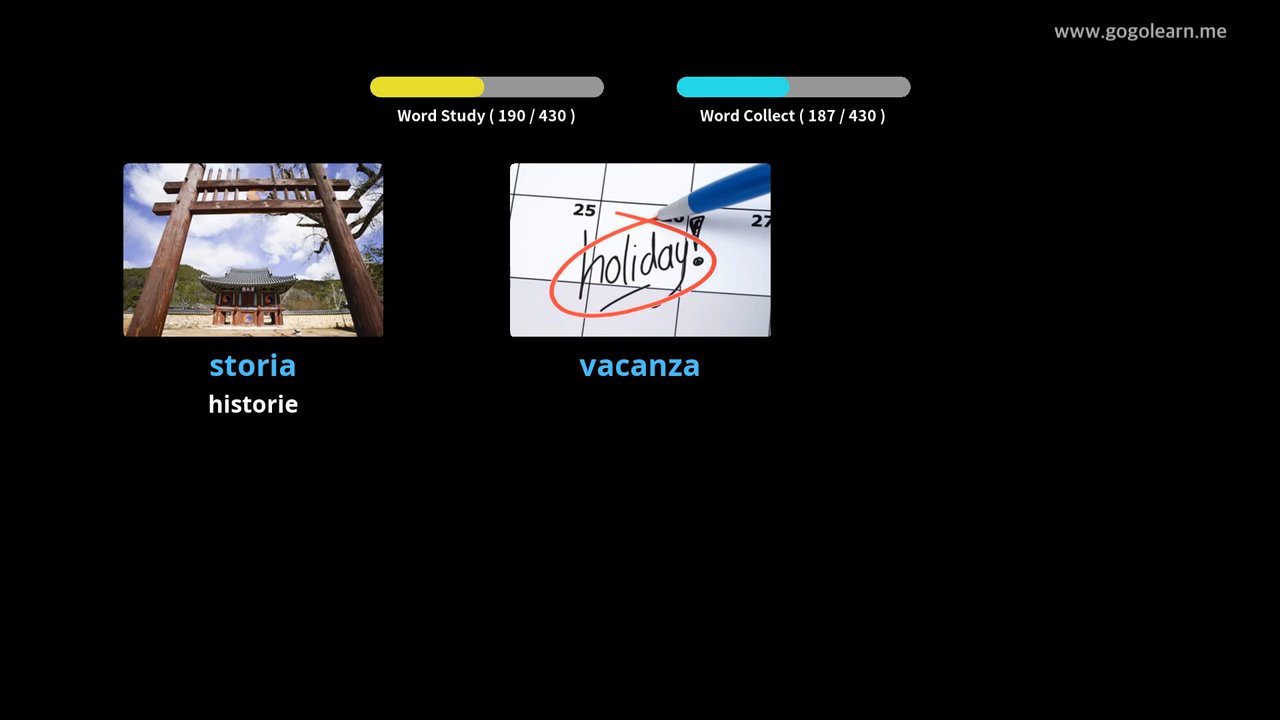 www.gogolearn.me
Word Study ( 190 / 430 )
Word Collect ( 187 / 430 )
25
27
holiday!
storia
vacanza
historie